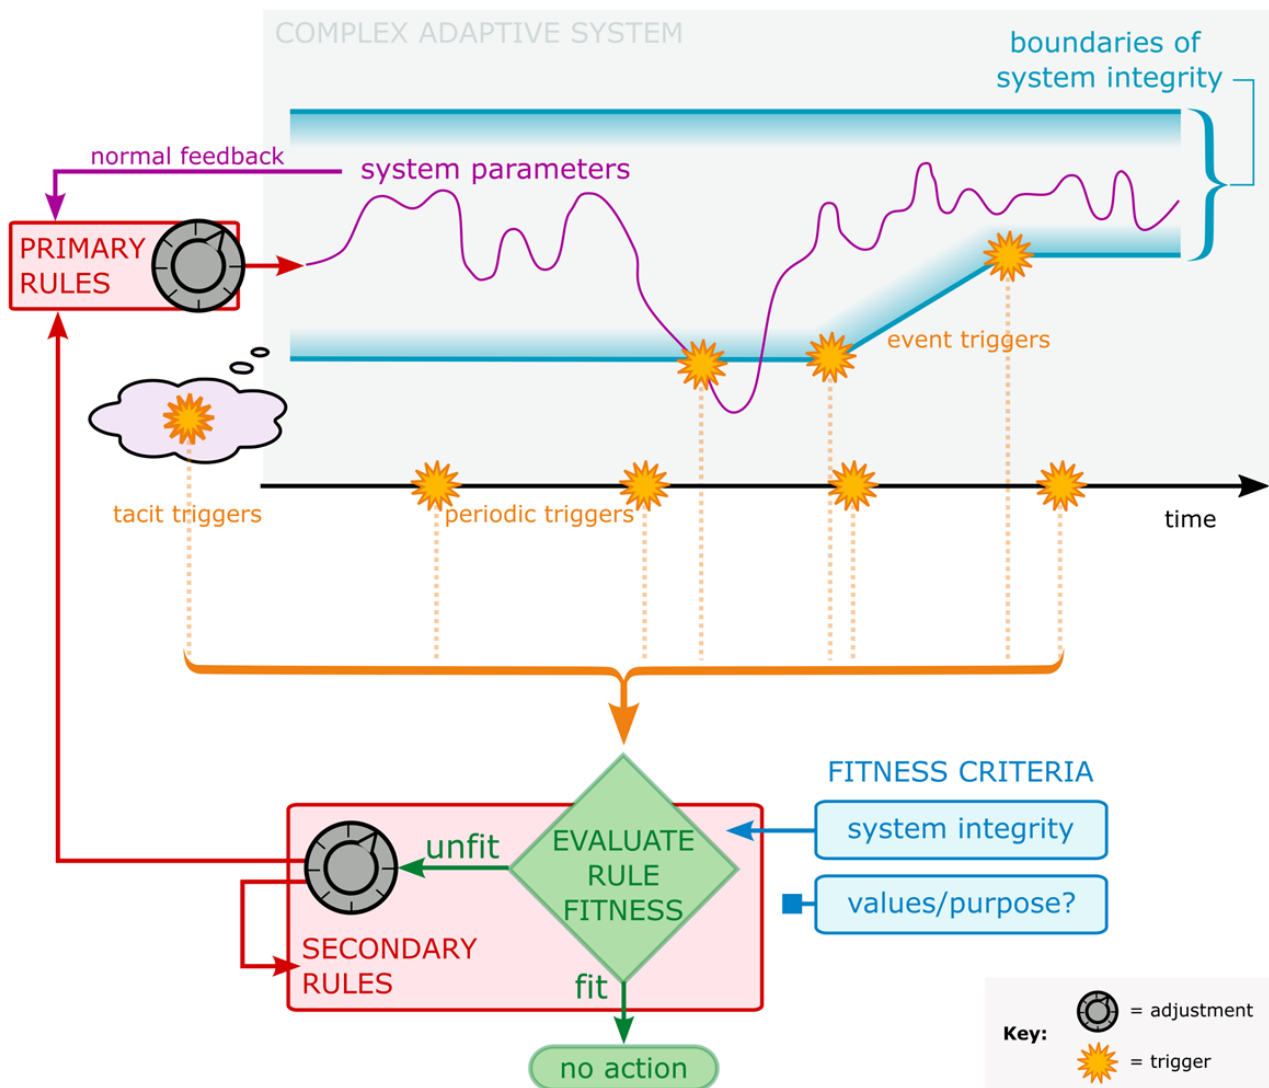 COMPLEX ADAPTIVE SYSTEM
boundaries of
system integrity
normal feedback
system parameters
PRIMARY
RULES
event triggers
tacit triggers
periodic triggers
time
FITNESS CRITERIA
system integrity
values/purpose?
EVALUATE
RULE
FITNESS
unfit
SECONDARY
RULES
fit
no action
Key:
= adjustment
= trigger